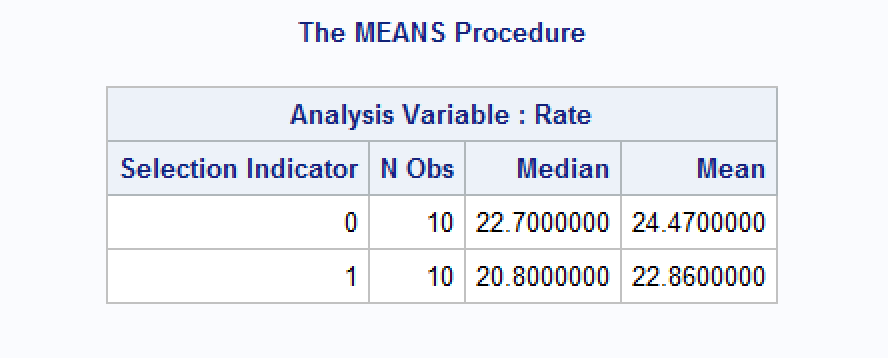 The MEANS Procedure
Analysis Variable : Rate
Selection Indicator N Obs Median Mean
0 10 22.7000000 24.4700000
1 10 20.8000000 22.8600000